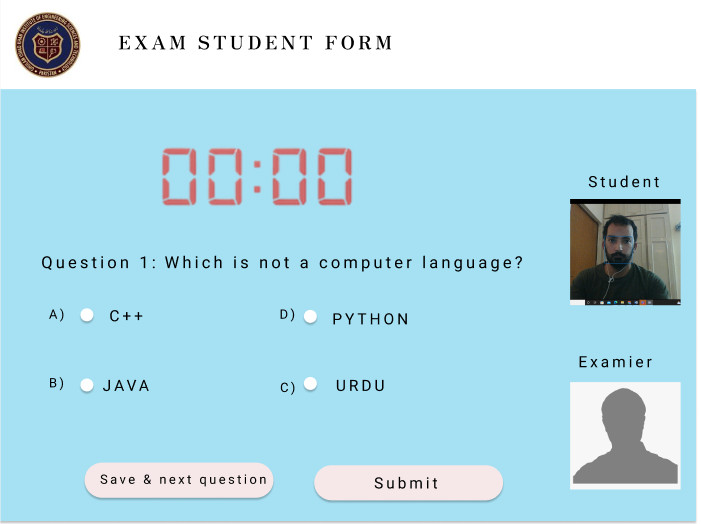 EXAM STUDENT FORM
00:00
Student
Question 1: Which is not a computer language?
A) C++
D) PYTHON
B) JAVA
C) URDU
Examier
Save & next question
Submit